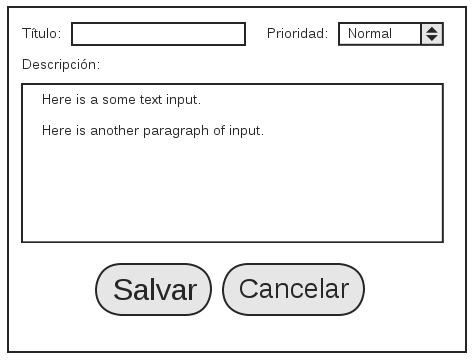 Título: Prioridad: Normal
Descripción:
Here is a some text input.
Here is another paragraph of input.
Salvar Cancelar